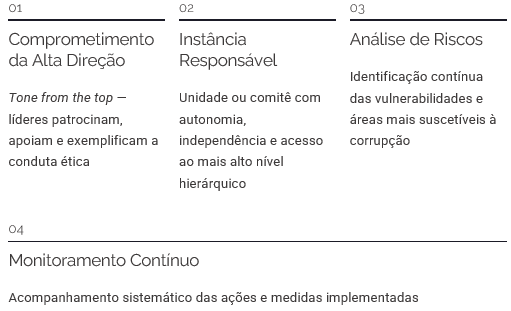 01
Comprometimento
da Alta Direção
Tone from the top —
líderes patrocinam,
apoiam e exemplificam a
conduta ética
02
Instância
Responsável
Unidade ou comitê com
autonomia,
independência e acesso
ao mais alto nível
hierárquico
03
Análise de Riscos
Identificação contínua
das vulnerabilidades e
áreas mais suscetíveis à
corrupção
04
Monitoramento Contínuo
Acompanhamento sistemático das ações e medidas implementadas